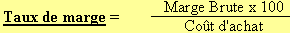 Taux de marge = Marge Brute x 100
Coût d'achat